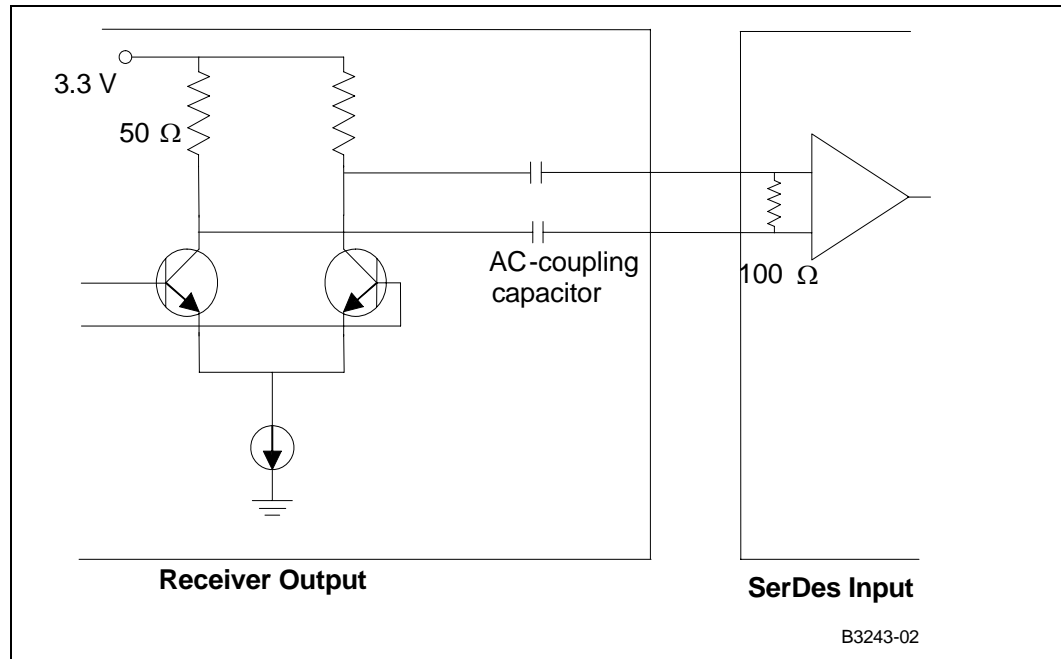 3.3 V
50 Ω
AC-coupling
capacitor
100 Ω
Receiver Output
SerDes Input
B3243-02